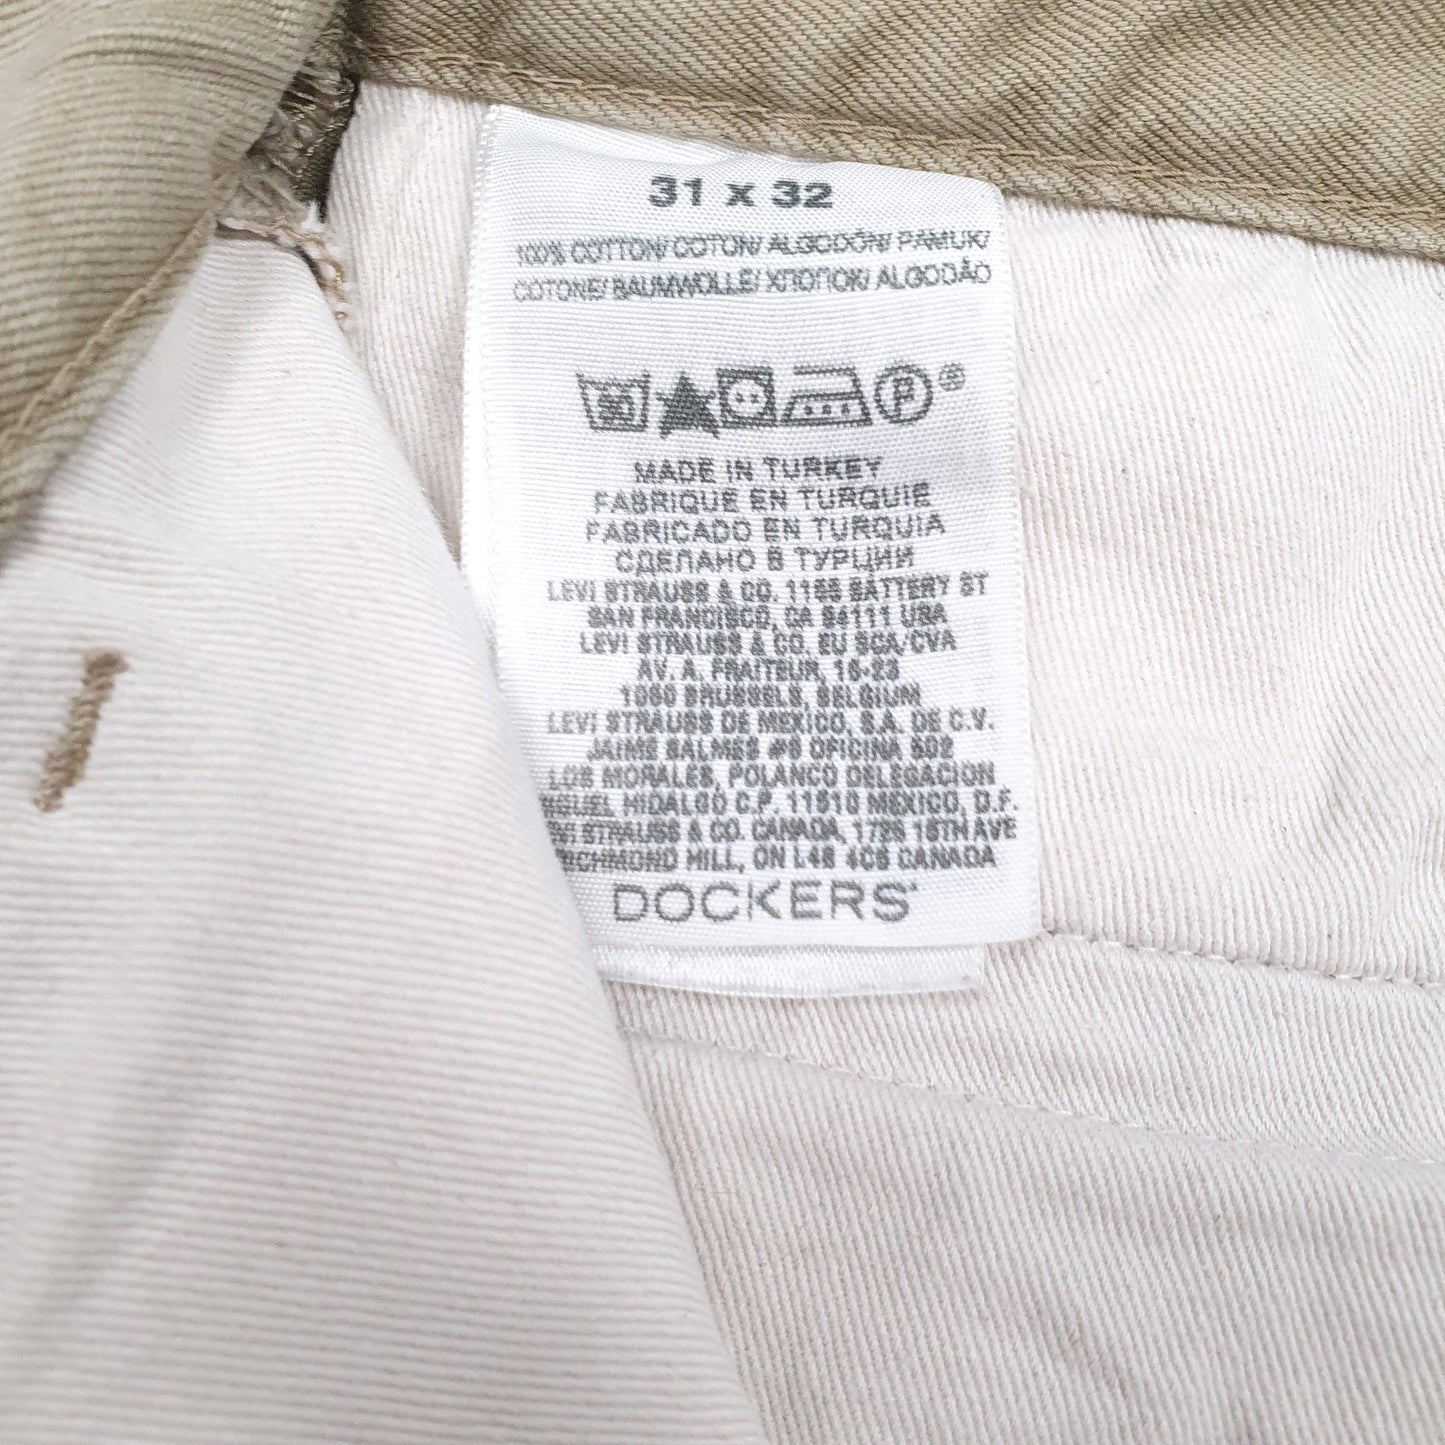 31 x 32
100% COTTON/ COTON/ ALGODÓN/ PAMUK/
COTONE/ BAUMWOLLE/ ХЛОПОК/ ALGODÃO
30 P ®
MADE IN TURKEY
FABRIQUE EN TURQUIE
FABRICADO EN TURQUIA
СДЕЛАНО В ТУРЦИИ
LEVI STRAUSS & CO. 1155 BATTERY ST
SAN FRANCISCO, CA 94111 USA
LEVI STRAUSS & CO. EU SCA/CVA
AV. A. FRAITEUR, 15-23
1050 BRUSSELS, BELGIUM
LEVI STRAUSS DE MEXICO, S.A. DE C.V.
JAIME BALMES #8 OFICINA 502
LOS MORALES, POLANCO DELEGACION
HIDALGO C.P. 11510 MEXICO, D.F.
STRAUSS & CO. CANADA, 1725 16TH AVE
RICHMOND HILL, ON L4B 4C6 CANADA
DOCKERS